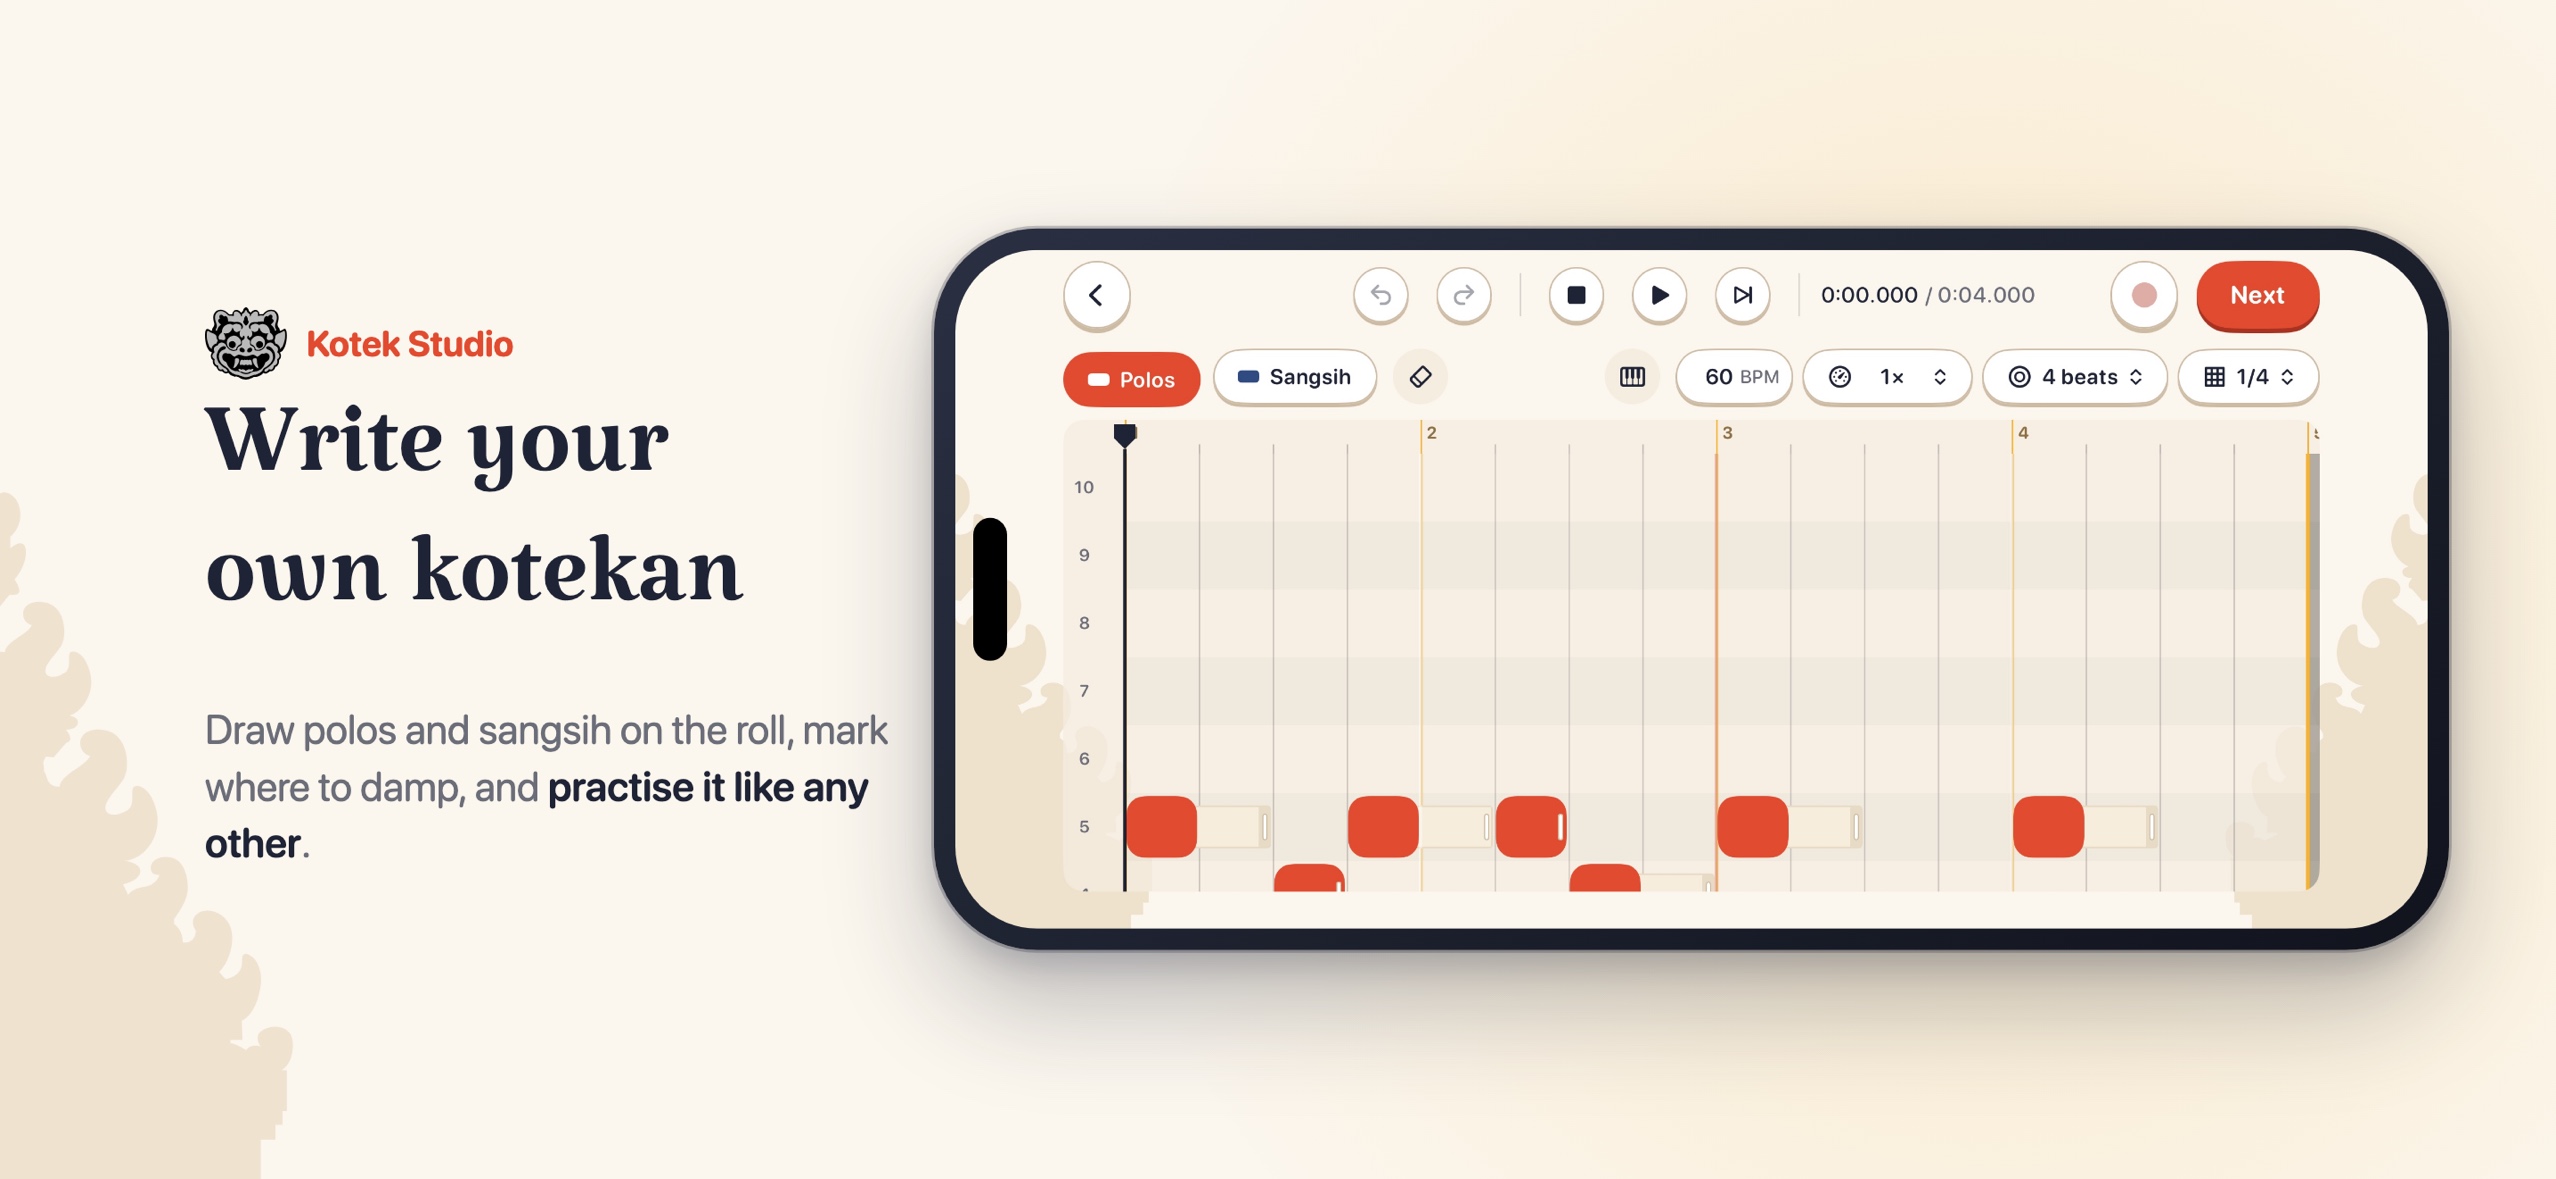 Kotek Studio
Write your
own kotekan
Draw polos and sangsih on the roll, mark
where to damp, and practise it like any
other.
0:00.000 / 0:04.000
Next
Polos
Sangsih
60 BPM
1×
4 beats
1/4
2
3
4
10
9
8
7
6
5